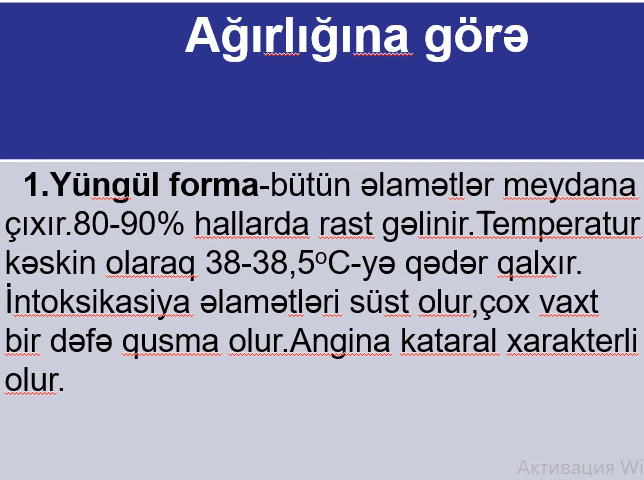 Ağırlığına görə
1.Yüngül forma-bütün əlamətlər meydana
çıxır.80-90% hallarda rast gəlinir.Temperatur
kəskin olaraq 38-38,5ºC-yə qədər qalxır.
İntoksikasiya əlamətləri süst olur,çox vaxt
bir dəfə qusma olur.Angina kataral xarakterli
olur.
Активация Wi